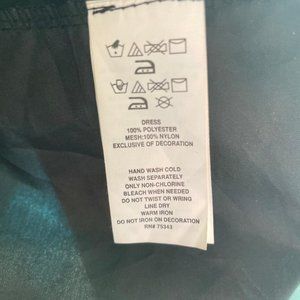 DRESS
100% POLYESTER
MESH:100% NYLON
EXCLUSIVE OF DECORATION
HAND WASH COLD
WASH SEPARATELY
ONLY NON-CHLORINE
BLEACH WHEN NEEDED
DO NOT TWIST OR WRING
LINE DRY
WARM IRON
DO NOT IRON ON DECORATION
RN# 75343